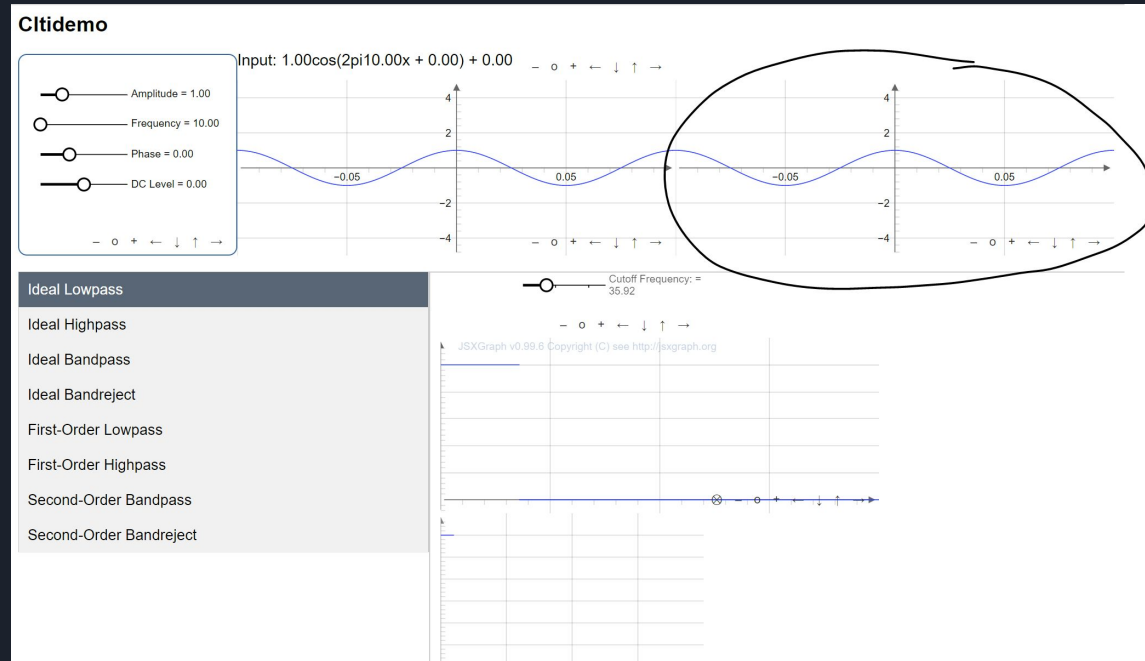 Cltidemo
Input: 1.00cos(2pi10.00x + 0.00) + 0.00
– o + ← ↓ ↑ →
Amplitude = 1.00
Frequency = 10.00
Phase = 0.00
DC Level = 0.00
– o + ← ↓ ↑ →
4
2
−0.05
0.05
−2
−4
– o + ← ↓ ↑ →
4
2
−0.05
0.05
−2
−4
– o + ← ↓ ↑ →
Ideal Lowpass
Ideal Highpass
Ideal Bandpass
Ideal Bandreject
First-Order Lowpass
First-Order Highpass
Second-Order Bandpass
Second-Order Bandreject
Cutoff Frequency: =
35.92
– o + ← ↓ ↑ →
JSXGraph v0.99.6 Copyright (C) see http://jsxgraph.org
⊗ – o + ← ↓ ↑ →